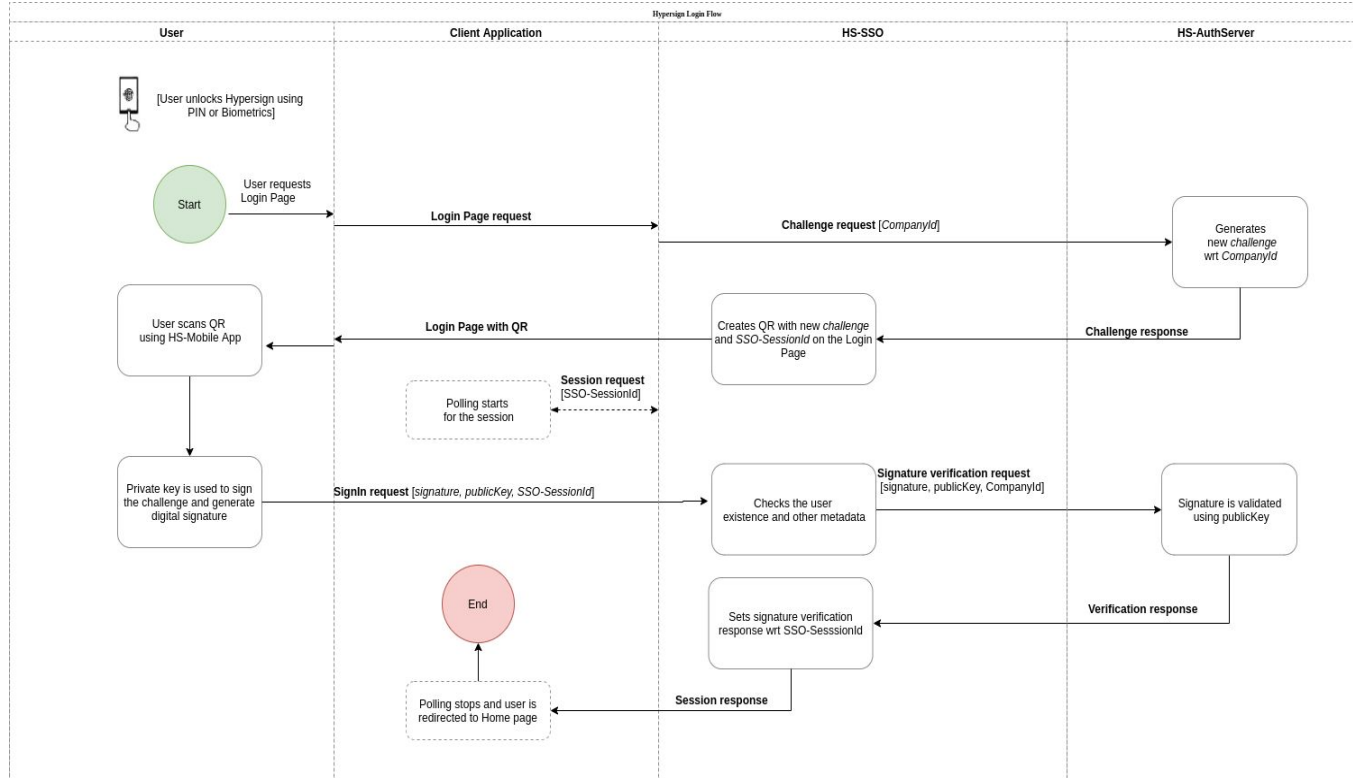 Hypersign Login Flow
User
Client Application
HS-SSO
HS-AuthServer
[User unlocks Hypersign using
PIN or Biometrics]
Start
User requests
Login Page
Login Page request
Challenge request [CompanyId]
Generates
new challenge
wrt CompanyId
User scans QR
using HS-Mobile App
Login Page with QR
Creates QR with new challenge
and SSO-SessionId on the Login
Page
Challenge response
Polling starts
for the session
Session request
[SSO-SessionId]
Private key is used to sign
the challenge and generate
digital signature
SignIn request [signature, publicKey, SSO-SessionId]
Checks the user
existence and other metadata
Signature verification request
[signature, publicKey, CompanyId]
Signature is validated
using publicKey
End
Sets signature verification
response wrt SSO-SesssionId
Verification response
Polling stops and user is
redirected to Home page
Session response